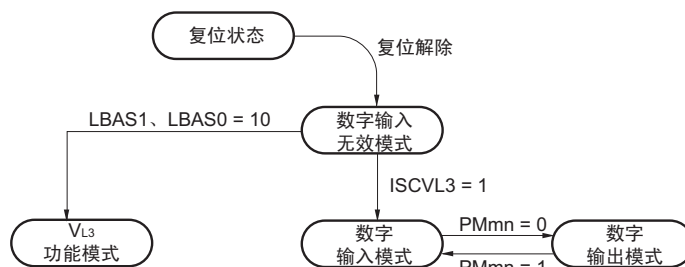 复位状态
复位解除
LBAS1、LBAS0 = 10
数字输入
无效模式
ISCVL3 = 1
VL3
功能模式
数字
输入模式
PMmn = 0
PMmn = 1
数字
输出模式